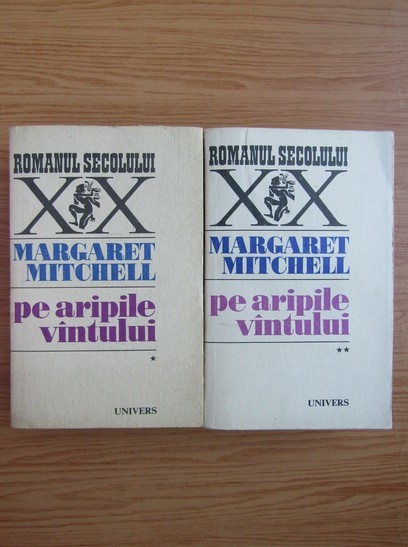 ROMANUL SECOLULUI
XX
MARGARET
MITCHELL
pe aripile
vîntului
*
UNIVERS
ROMANUL SECOLULUI
XX
MARGARET
MITCHELL
pe aripile
vîntului
**
UNIVERS